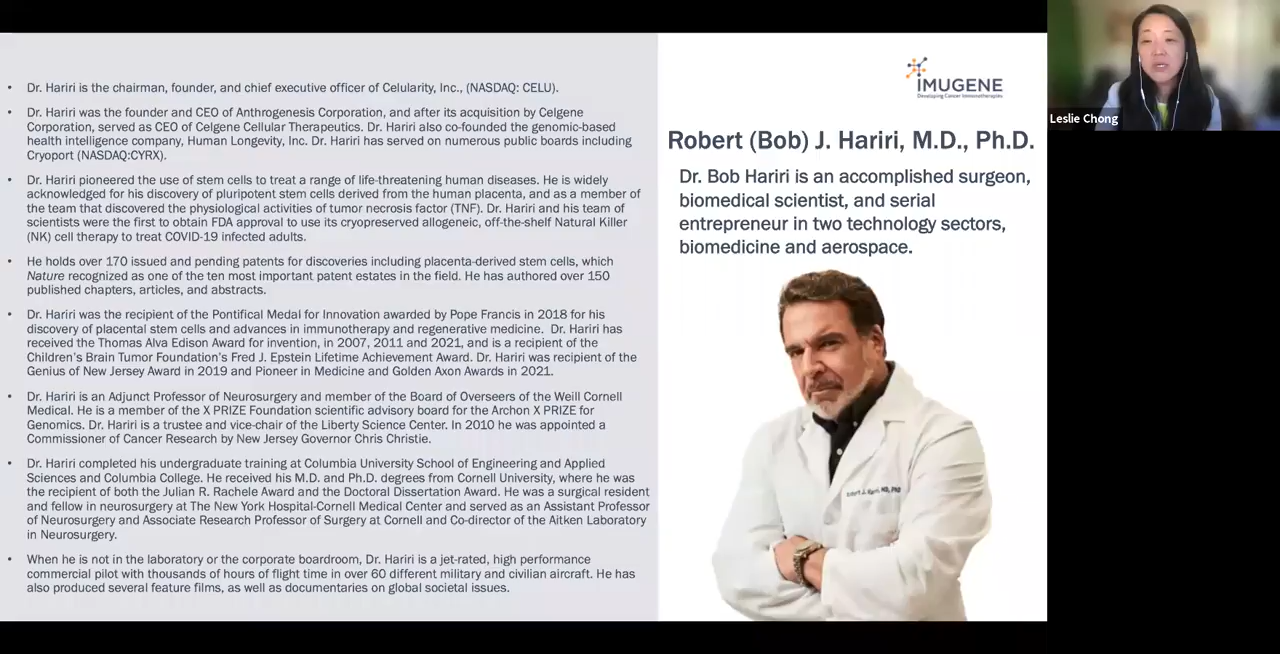 • Dr. Hariri is the chairman, founder, and chief executive officer of Celularity, Inc., (NASDAQ: CELU).
• Dr. Hariri was the founder and CEO of Anthrogenesis Corporation, and after its acquisition by Celgene
Corporation, served as CEO of Celgene Cellular Therapeutics. Dr. Hariri also co-founded the genomic-based
health intelligence company, Human Longevity, Inc. Dr. Hariri has served on numerous public boards including
Cryoport (NASDAQ:CYRX).
• Dr. Hariri pioneered the use of stem cells to treat a range of life-threatening human diseases. He is widely
acknowledged for his discovery of pluripotent stem cells derived from the human placenta, and as a member of
the team that discovered the physiological activities of tumor necrosis factor (TNF). Dr. Hariri and his team of
scientists were the first to obtain FDA approval to use its cryopreserved allogeneic, off-the-shelf Natural Killer
(NK) cell therapy to treat COVID-19 infected adults.
• He holds over 170 issued and pending patents for discoveries including placenta-derived stem cells, which
Nature recognized as one of the ten most important patent estates in the field. He has authored over 150
published chapters, articles, and abstracts.
• Dr. Hariri was the recipient of the Pontifical Medal for Innovation awarded by Pope Francis in 2018 for his
discovery of placental stem cells and advances in immunotherapy and regenerative medicine. Dr. Hariri has
received the Thomas Alva Edison Award for invention, in 2007, 2011 and 2021, and is a recipient of the
Children's Brain Tumor Foundation's Fred J. Epstein Lifetime Achievement Award. Dr. Hariri was recipient of the
Genius of New Jersey Award in 2019 and Pioneer in Medicine and Golden Axon Awards in 2021.
• Dr. Hariri is an Adjunct Professor of Neurosurgery and member of the Board of Overseers of the Weill Cornell
Medical. He is a member of the X PRIZE Foundation scientific advisory board for the Archon X PRIZE for
Genomics. Dr. Hariri is a trustee and vice-chair of the Liberty Science Center. In 2010 he was appointed a
Commissioner of Cancer Research by New Jersey Governor Chris Christie.
• Dr. Hariri completed his undergraduate training at Columbia University School of Engineering and Applied
Sciences and Columbia College. He received his M.D. and Ph.D. degrees from Cornell University, where he was
the recipient of both the Julian R. Rachele Award and the Doctoral Dissertation Award. He was a surgical resident
and fellow in neurosurgery at The New York Hospital-Cornell Medical Center and served as an Assistant Professor
of Neurosurgery and Associate Research Professor of Surgery at Cornell and Co-director of the Aitken Laboratory
in Neurosurgery.
• When he is not in the laboratory or the corporate boardroom, Dr. Hariri is a jet-rated, high performance
commercial pilot with thousands of hours of flight time in over 60 different military and civilian aircraft. He has
also produced several feature films, as well as documentaries on global societal issues.
IMUGENE
Developing Cancer Immunotherapies
Robert (Bob) J. Hariri, M.D., Ph.D.
Dr. Bob Hariri is an accomplished surgeon,
biomedical scientist, and serial
entrepreneur in two technology sectors,
biomedicine and aerospace.
Robert J. Hariri, MD, PhD
Leslie Chong